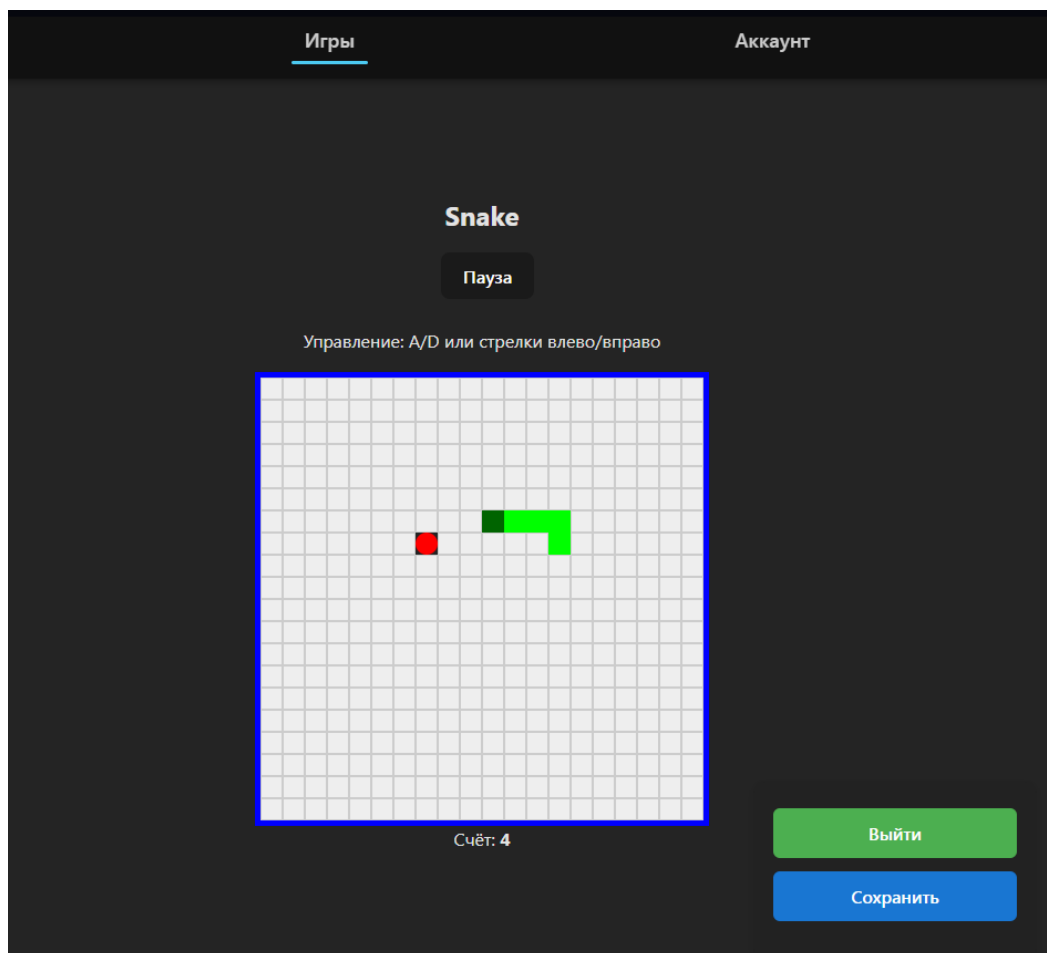 Игры
Аккаунт
Snake
Пауза
Управление: A/D или стрелки влево/вправо
Счёт: 4
Выйти
Сохранить